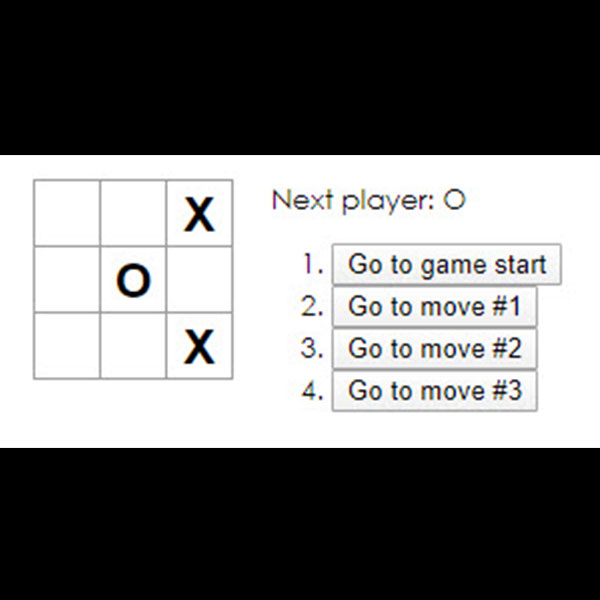 X
O
X
Next player: O
1. Go to game start
2. Go to move #1
3. Go to move #2
4. Go to move #3